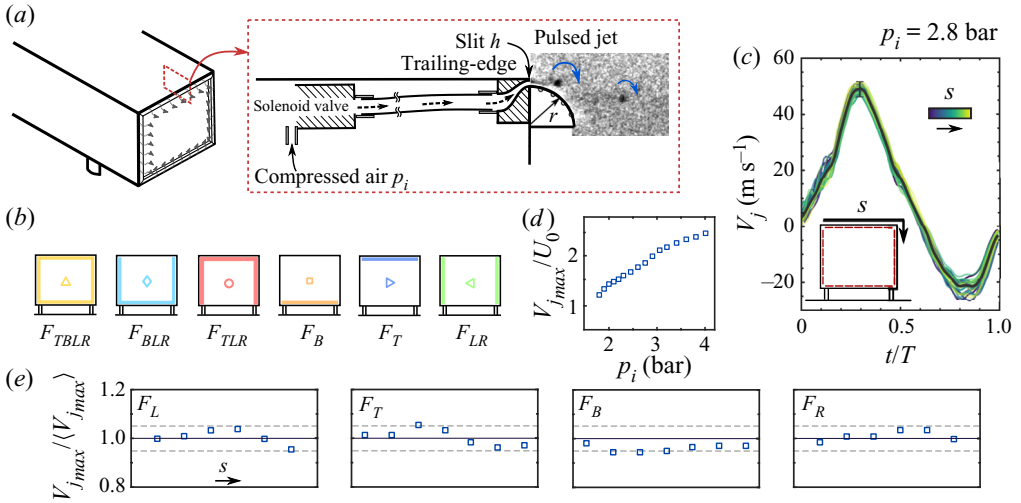 (a)
Slit h Pulsed jet
Trailing-edge
Solenoid valve
r
Compressed air p_i
p_i = 2.8 bar
(c)
s
V_j (m s⁻¹)
60
40
20
0
−20
s
0 0.5 1.0
t/T
(b)
F_TBLR F_BLR F_TLR F_B F_T F_LR
(d)
V_jmax/U_0
2
1
2 3 4
p_i (bar)
(e)
V_jmax/⟨V_jmax⟩
1.2
1.0
0.8
F_L
s
F_T
F_B
F_R